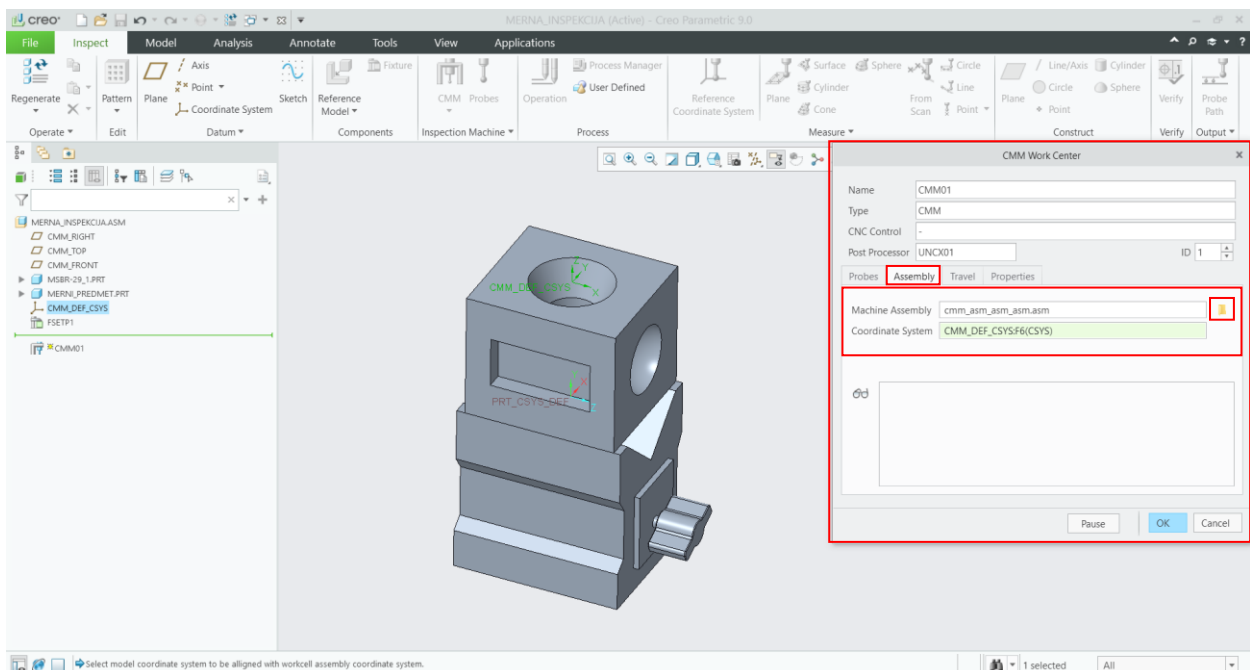 creo
MERNA_INSPEKCIJA (Active) - Creo Parametric 9.0
File Inspect Model Analysis Annotate Tools View Applications
Regenerate
Pattern
Plane
Axis
Point
Coordinate System
Sketch
Reference Model
Fixture
CMM
Probes
Operation
Process Manager
User Defined
Reference Coordinate System
Plane
Surface
Sphere
Cylinder
Cone
From Scan
Circle
Line
Point
Plane
Line/Axis
Cylinder
Circle
Sphere
Point
Verify
Probe Path
Operate Edit Datum Components Inspection Machine Process Measure Construct Verify Output
MERNA_INSPEKCIJA.ASM
CMM_RIGHT
CMM_TOP
CMM_FRONT
MSBR-29_1.PRT
MERNI_PREDMET.PRT
CMM_DEF_CSYS
FSETP1
CMM01
CMM_DEF_CSYS
Z
Y
X
PRT_CSYS_DEF
X
Z
CMM Work Center
Name CMM01
Type CMM
CNC Control -
Post Processor UNCX01 ID 1
Probes Assembly Travel Properties
Machine Assembly cmm_asm_asm_asm.asm
Coordinate System CMM_DEF_CSYS:F6(CSYS)
Pause OK Cancel
Select model coordinate system to be alligned with workcell assembly coordinate system.
1 selected All